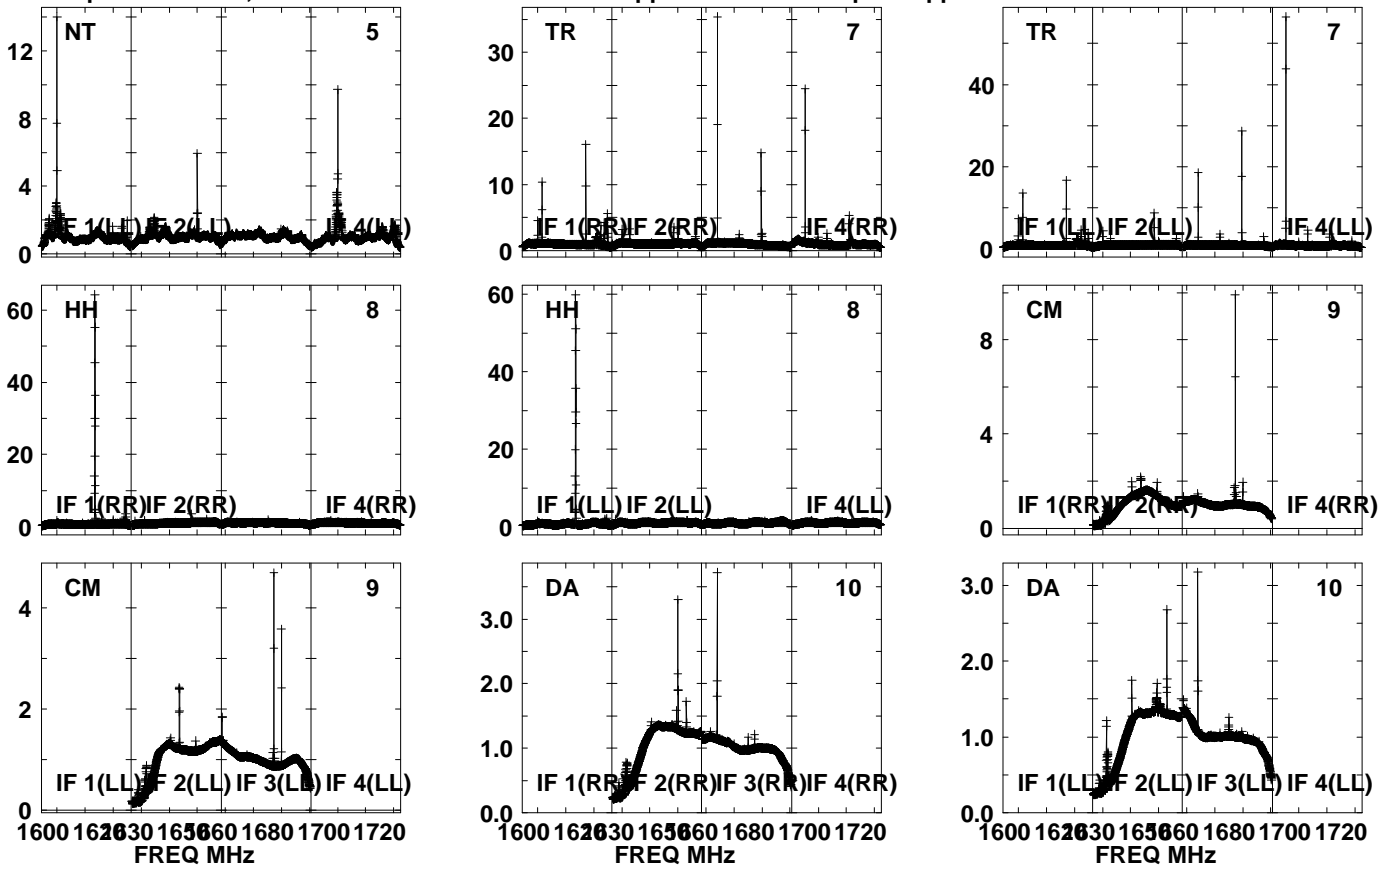 NT 5
12
8
4
0
IF 1(LL) IF 2(LL) IF 4(LL)
TR 7
30
20
10
0
IF 1(RR) IF 2(RR) IF 4(RR)
TR 7
40
20
0
IF 1(LL) IF 2(LL) IF 4(LL)
HH 8
60
40
20
0
IF 1(RR) IF 2(RR) IF 4(RR)
HH 8
60
40
20
0
IF 1(LL) IF 2(LL) IF 4(LL)
CM 9
8
4
0
IF 1(RR) IF 2(RR) IF 4(RR)
CM 9
4
2
0
IF 1(LL) IF 2(LL) IF 3(LL) IF 4(LL)
1600 1650 1680 1700 1720
FREQ MHz
DA 10
3.0
2.0
1.0
0.0
IF 1(RR) IF 2(RR) IF 3(RR) IF 4(RR)
1600 1650 1680 1700 1720
DA 10
3.0
2.0
1.0
0.0
IF 1(LL) IF 2(LL) IF 3(LL) IF 4(LL)
1600 1650 1680 1700 1720
FREQ MHz
FREQ MHz